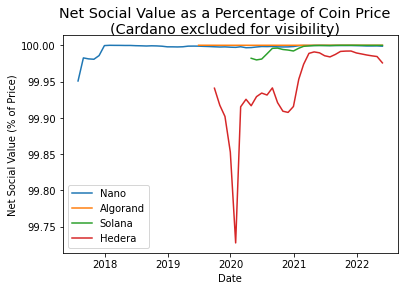 Net Social Value as a Percentage of Coin Price
(Cardano excluded for visibility)
Net Social Value (% of Price)
100.00
99.95
99.90
99.85
99.80
99.75
Nano
Algorand
Solana
Hedera
2018
2019
2020
2021
2022
Date